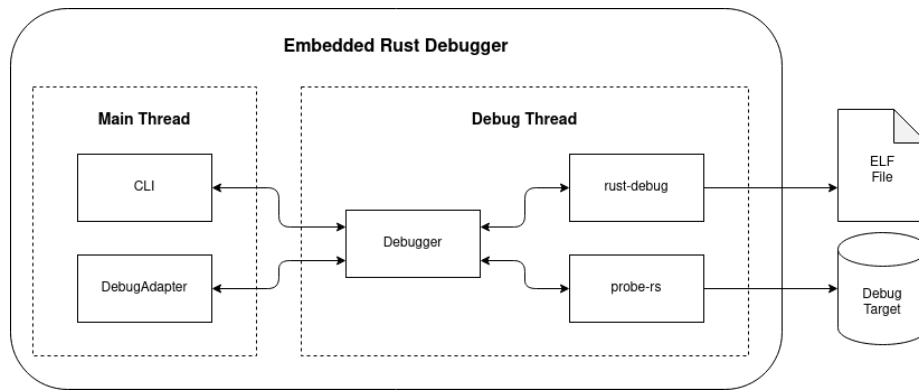 Embedded Rust Debugger
Main Thread
Debug Thread
CLI
rust-debug
ELF
File
Debugger
DebugAdapter
probe-rs
Debug
Target